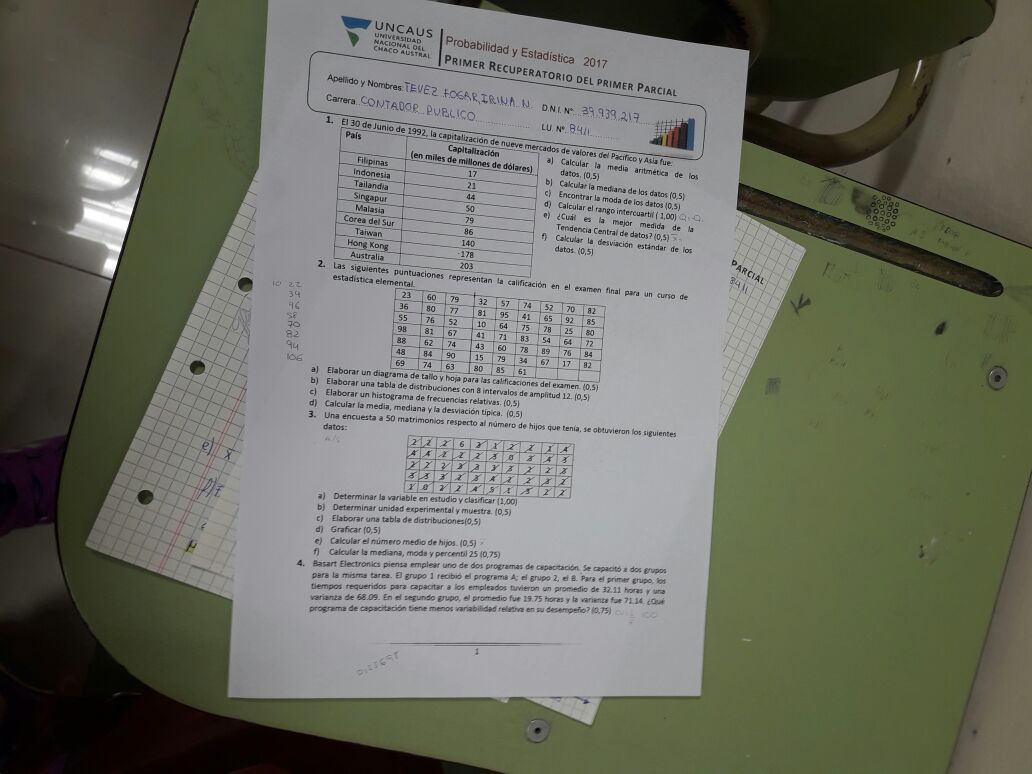 UNCAUS
UNIVERSIDAD
NACIONAL DEL
CHACO AUSTRAL
Probabilidad y Estadística 2017
PRIMER RECUPERATORIO DEL PRIMER PARCIAL
Apellido y Nombres: TEVEZ FOGAR, IRINA N. D.N.I. N°. 39.939.217
Carrera CONTADOR PUBLICO LU. N°. 8411
1. El 30 de Junio de 1992, la capitalización de nueve mercados de valores del Pacífico y Asia fue:
País Capitalización
(en miles de millones de dólares)
Filipinas 17
Indonesia 21
Tailandia 44
Singapur 50
Malasia 79
Corea del Sur 86
Taiwan 140
Hong Kong 178
Australia 203
a) Calcular la media aritmética de los
datos. (0,5)
b) Calcular la mediana de los datos (0,5)
c) Encontrar la moda de los datos (0,5)
d) Calcular el rango intercuartil ( 1,00)
e) ¿Cuál es la mejor medida de la
Tendencia Central de datos? (0,5)
f) Calcular la desviación estándar de los
datos. (0,5)
2. Las siguientes puntuaciones representan la calificación en el examen final para un curso de
estadística elemental.
23 60 79 32 57 74 52 70 82
36 80 77 81 95 41 65 92 85
55 76 52 10 64 75 78 25 80
98 81 67 41 71 83 54 64 72
88 62 74 43 60 78 89 76 84
48 84 90 15 79 34 67 17 82
69 74 63 80 85 61
10 22
34
46
58
70
82
94
106
a) Elaborar un diagrama de tallo y hoja para las calificaciones del examen. (0,5)
b) Elaborar una tabla de distribuciones con 8 intervalos de amplitud 12. (0,5)
c) Elaborar un histograma de frecuencias relativas. (0,5)
d) Calcular la media, mediana y la desviación típica. (0,5)
3. Una encuesta a 50 matrimonios respecto al número de hijos que tenía, se obtuvieron los siguientes
datos:
a) Determinar la variable en estudio y clasificar (1,00)
b) Determinar unidad experimental y muestra. (0,5)
c) Elaborar una tabla de distribuciones(0,5)
d) Graficar (0,5)
e) Calcular el número medio de hijos. (0,5)
f) Calcular la mediana, moda y percentil 25 (0,75)
4. Basart Electronics piensa emplear uno de dos programas de capacitación. Se capacitó a dos grupos
para la misma tarea. El grupo 1 recibió el programa A; el grupo 2, el B. Para el primer grupo, los
tiempos requeridos para capacitar a los empleados tuvieron un promedio de 32.11 horas y una
varianza de 68.09. En el segundo grupo, el promedio fue 19.75 horas y la varianza fue 71.14. ¿Qué
programa de capacitación tiene menos variabilidad relativa en su desempeño? (0,75)
1
PARCIAL
8411
e) x